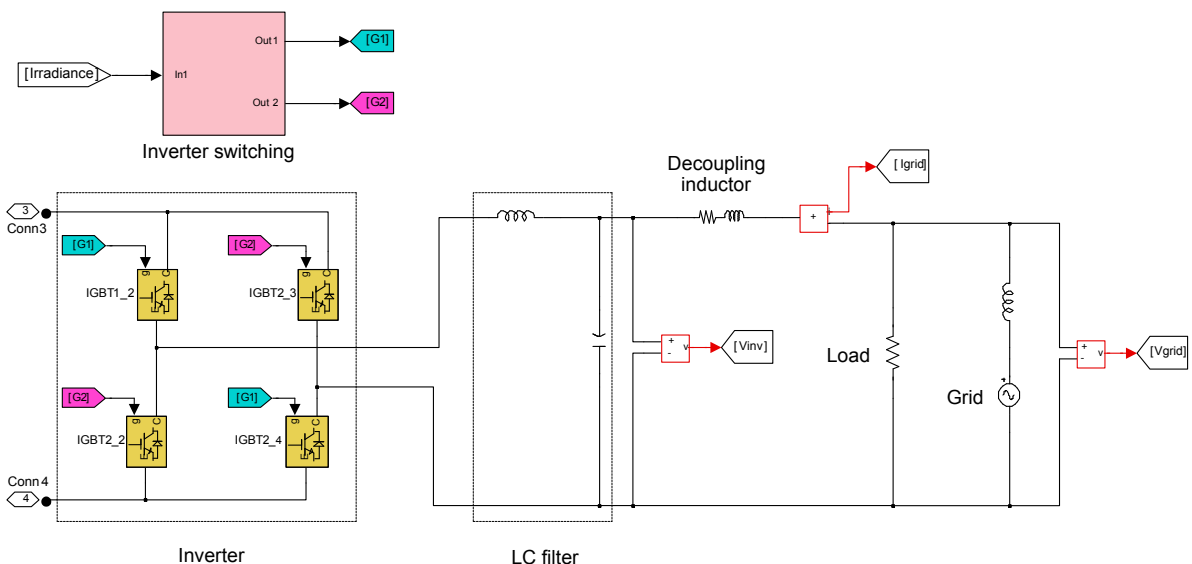 Out1
[G1]
[Irradiance]
In1
Out 2
[G2]
Inverter switching
Decoupling
inductor
[ Igrid]
+
+
3
Conn3
[G1]
[G2]
g
C
g
C
IGBT1_2
IGBT2_3
+
-
v
[Vinv]
Load
+
-
v
[Vgrid]
+
Grid
[G2]
[G1]
g
C
g
C
IGBT2_2
IGBT2_4
Conn4
4
Inverter
LC filter